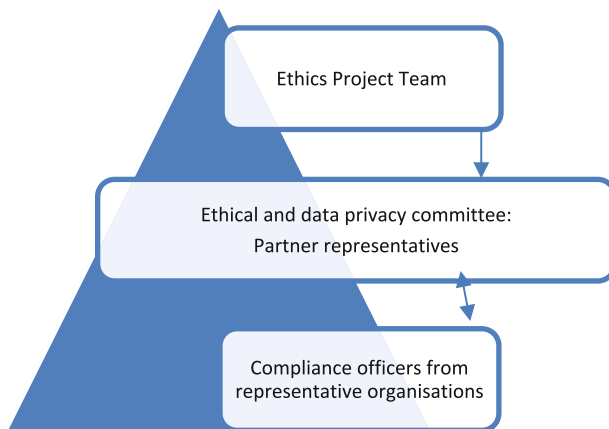 Ethics Project Team
Ethical and data privacy committee:
Partner representatives
Compliance officers from
representative organisations